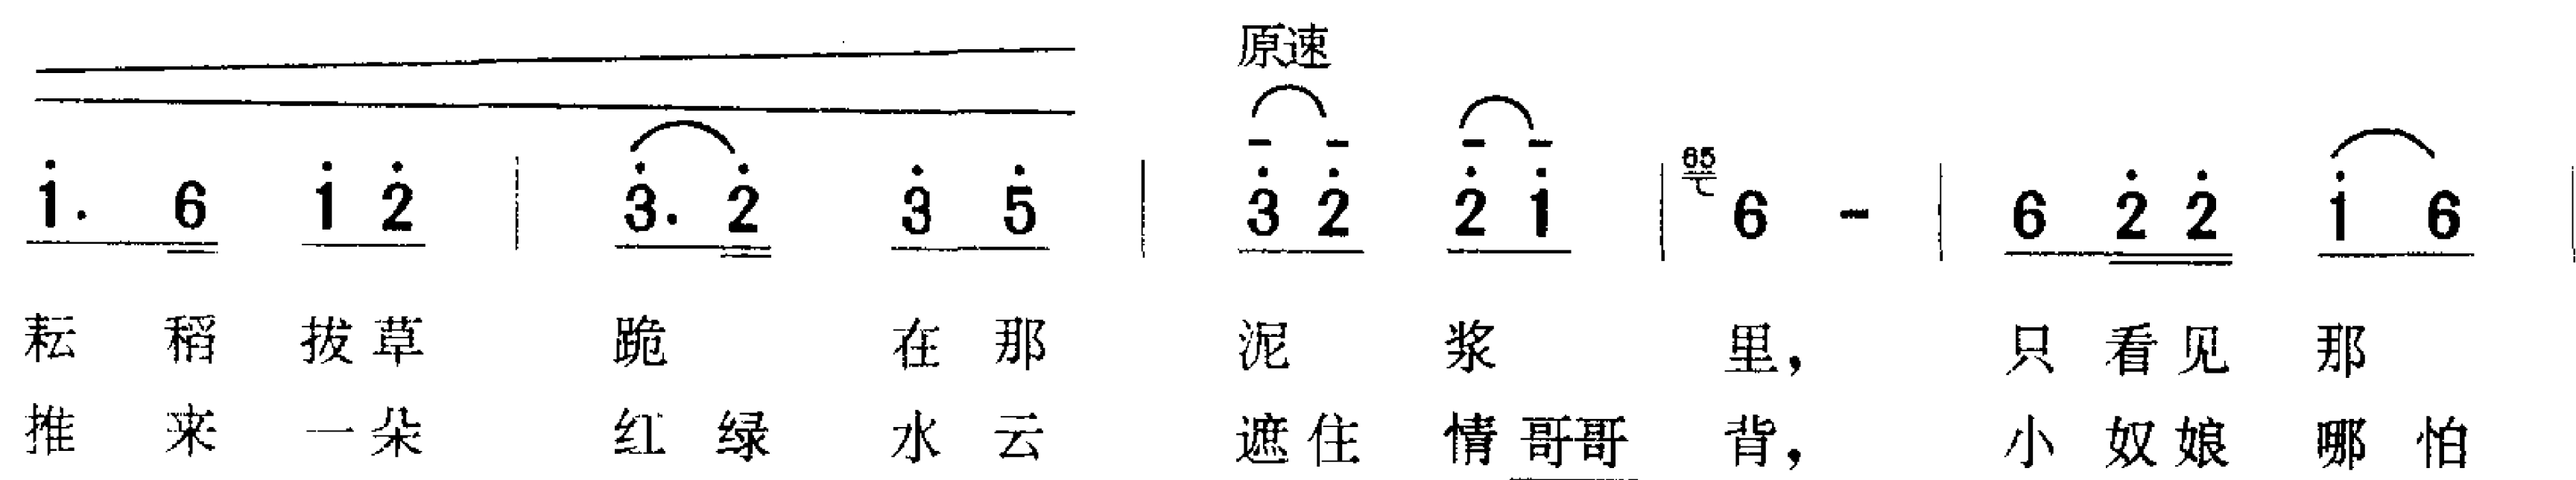 原速
1̇. 6 1̇ 2̇ | 3̇. 2̇ 3̇ 5̇ | 3̇ 2̇ 2̇ 1̇ | 65 6 - | 6 2̇ 2̇ 1̇ 6 |
耘 稻 拔 草 跪 在 那 泥 浆 里， 只 看 见 那
推 来 一 朵 红 绿 水 云 遮 住 情 哥哥 背， 小 奴 娘 哪 怕